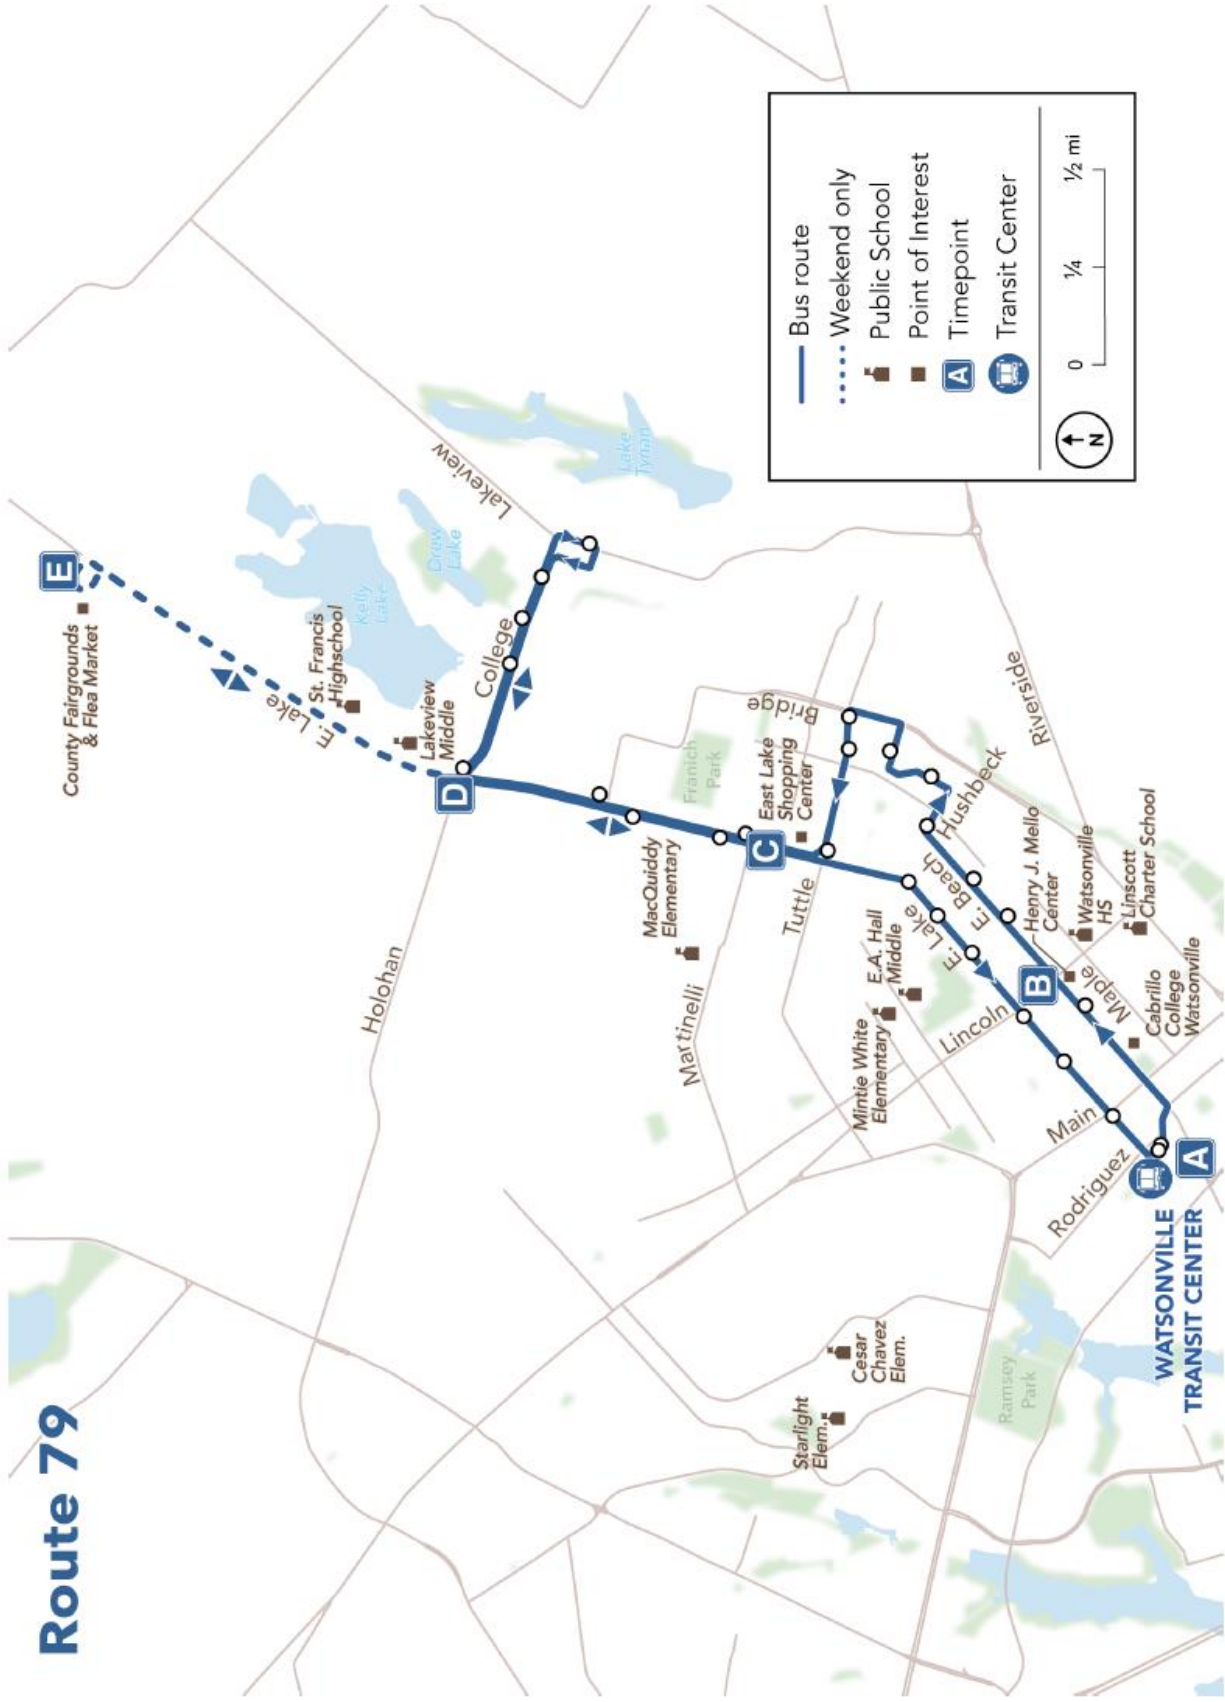 Route 79
WATSONVILLE
TRANSIT CENTER
A
B
C
D
E
County Fairgrounds
& Flea Market
St. Francis
Highschool
Lakeview
Middle
MacQuiddy
Elementary
East Lake
Shopping
Center
E.A. Hall
Middle
Mintie White
Elementary
Henry J. Mello
Center
Watsonville
HS
Linscott
Charter School
Cabrillo
College
Watsonville
Cesar
Chavez
Elem.
Starlight
Elem.
Ramsey
Park
Franich
Park
Kelly
Lake
Drew
Lake
Lake
Tynan
Holohan
Martinelli
Tuttle
Lincoln
Main
Rodriguez
Maple
E. Lake
E. Beach
Hushbeck
Bridge
Riverside
College
Lakeview
E. Lake
Bus route
Weekend only
Public School
Point of Interest
A
Timepoint
Transit Center
N
0
1/4
1/2 mi